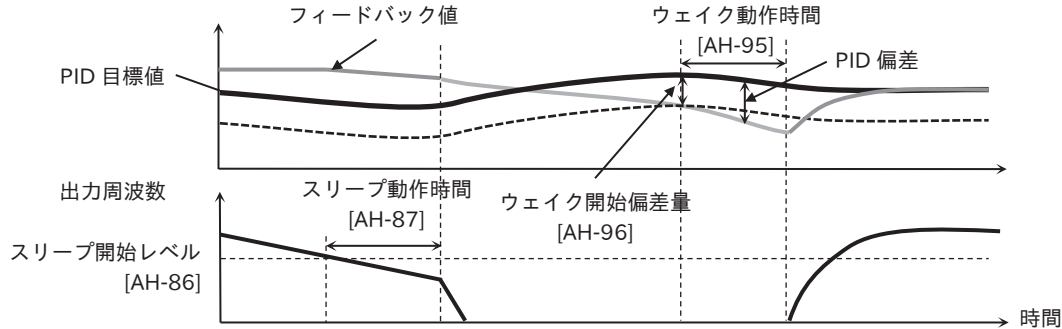 フィードバック値
ウェイク動作時間
[AH-95]
PID 目標値
PID 偏差
出力周波数
スリープ動作時間
[AH-87]
ウェイク開始偏差量
[AH-96]
スリープ開始レベル
[AH-86]
時間